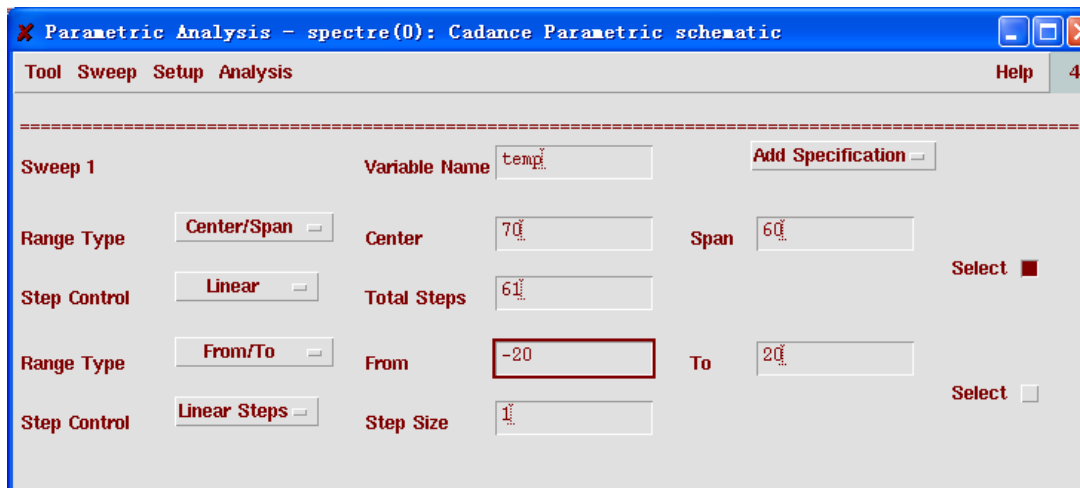 Parametric Analysis - spectre(0): Cadance Parametric schematic
Tool Sweep Setup Analysis Help 4
================================================================================
Sweep 1 Variable Name temp Add Specification
Range Type Center/Span Center 70 Span 60
Select
Step Control Linear Total Steps 61
Range Type From/To From -20 To 20
Select
Step Control Linear Steps Step Size 1